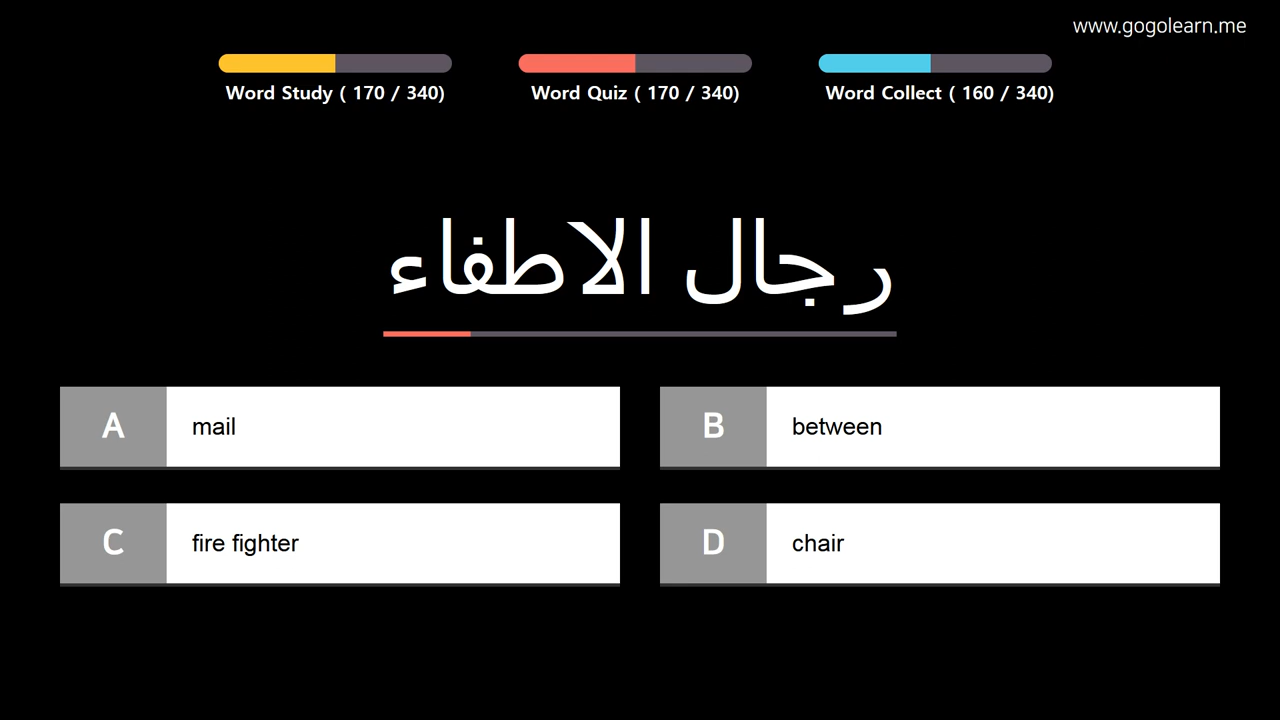 www.gogolearn.me
Word Study ( 170 / 340)
Word Quiz ( 170 / 340)
Word Collect ( 160 / 340)
رجال الاطفاء
A mail
B between
C fire fighter
D chair